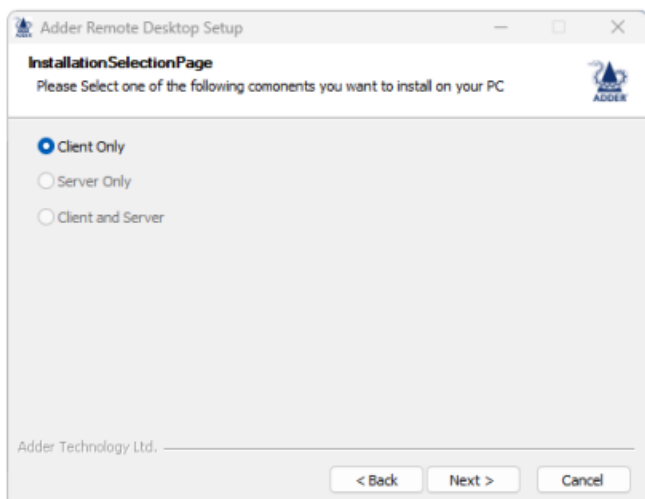 Adder Remote Desktop Setup
InstallationSelectionPage
Please Select one of the following comonents you want to install on your PC
ADDER
Client Only
Server Only
Client and Server
Adder Technology Ltd.
< Back Next > Cancel